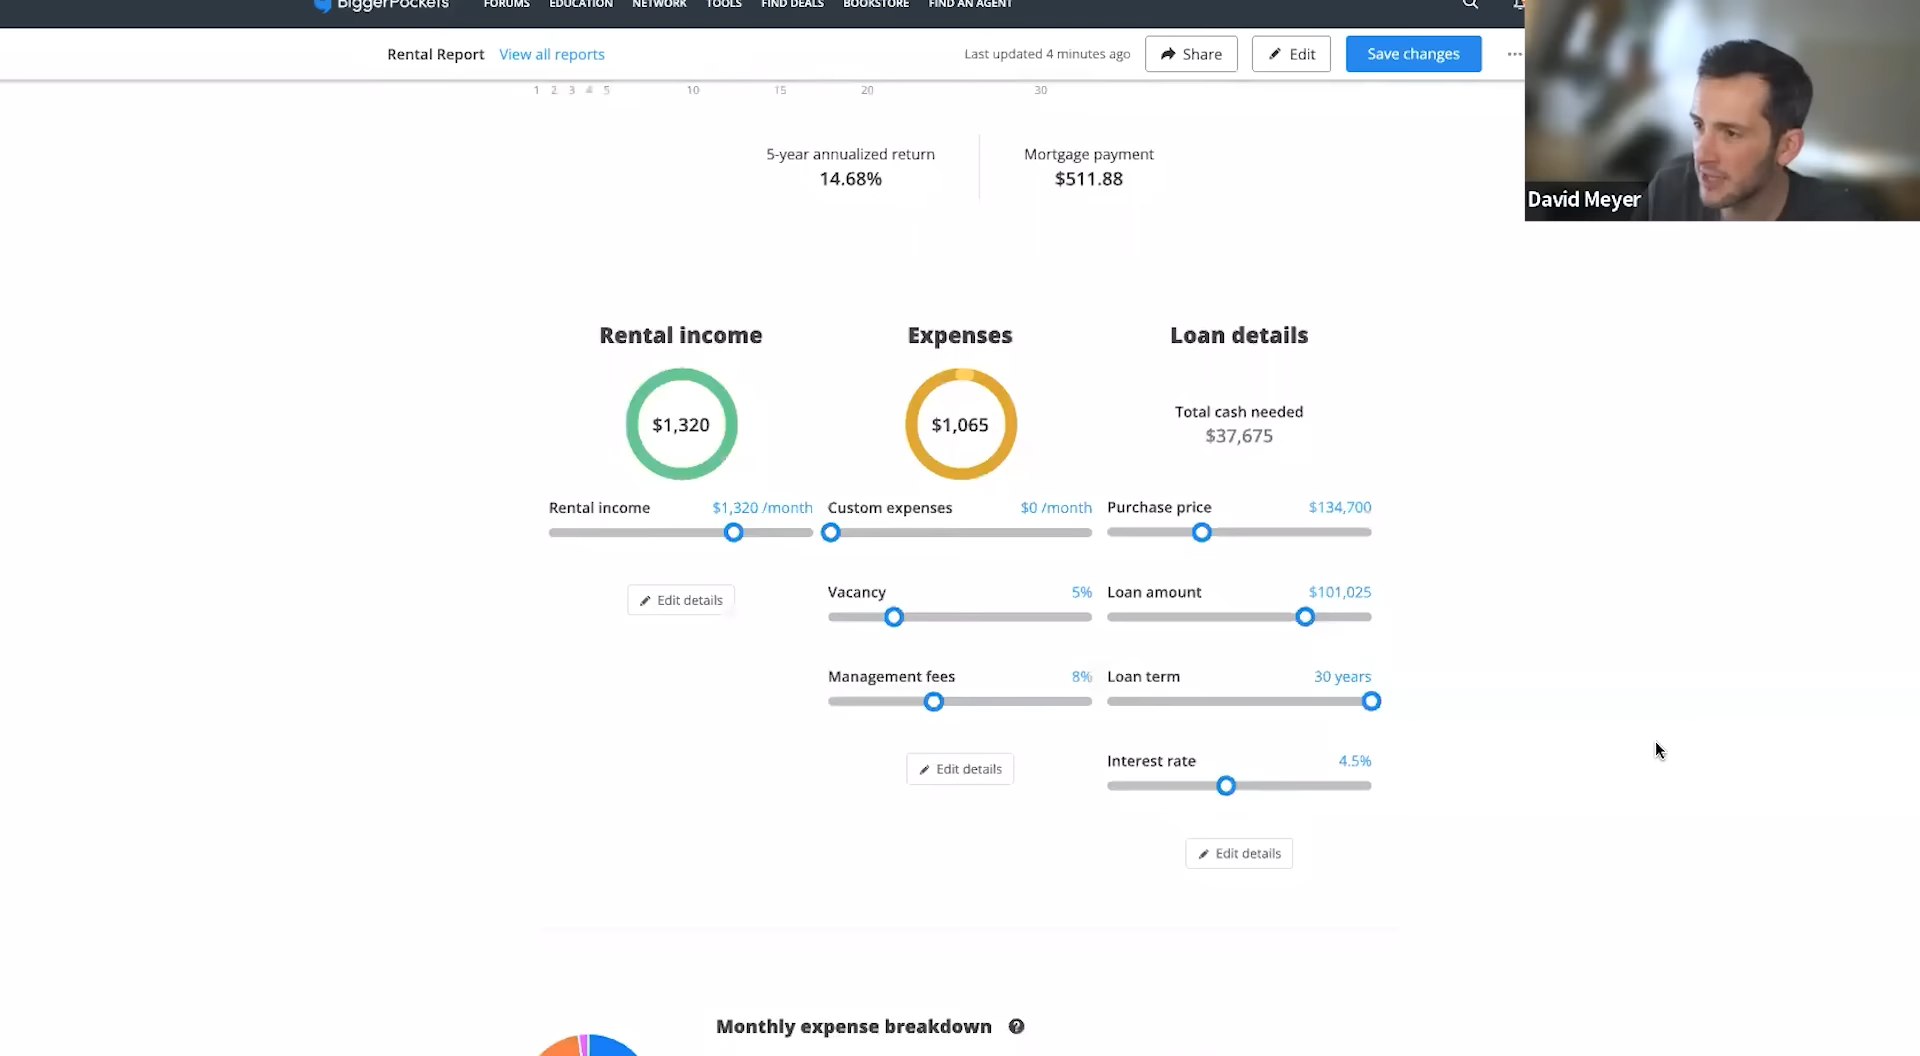 BiggerPockets FORUMS EDUCATION NETWORK TOOLS FIND DEALS BOOKSTORE FIND AN AGENT
Rental Report View all reports Last updated 4 minutes ago Share Edit Save changes
1 2 3 4 5 10 15 20 30
5-year annualized return Mortgage payment
14.68% $511.88
David Meyer
Rental income Expenses Loan details
$1,320 $1,065
Total cash needed
$37,675
Rental income $1,320 /month Custom expenses $0 /month Purchase price $134,700
Edit details Vacancy 5% Loan amount $101,025
Management fees 8% Loan term 30 years
Edit details Interest rate 4.5%
Edit details
Monthly expense breakdown ?